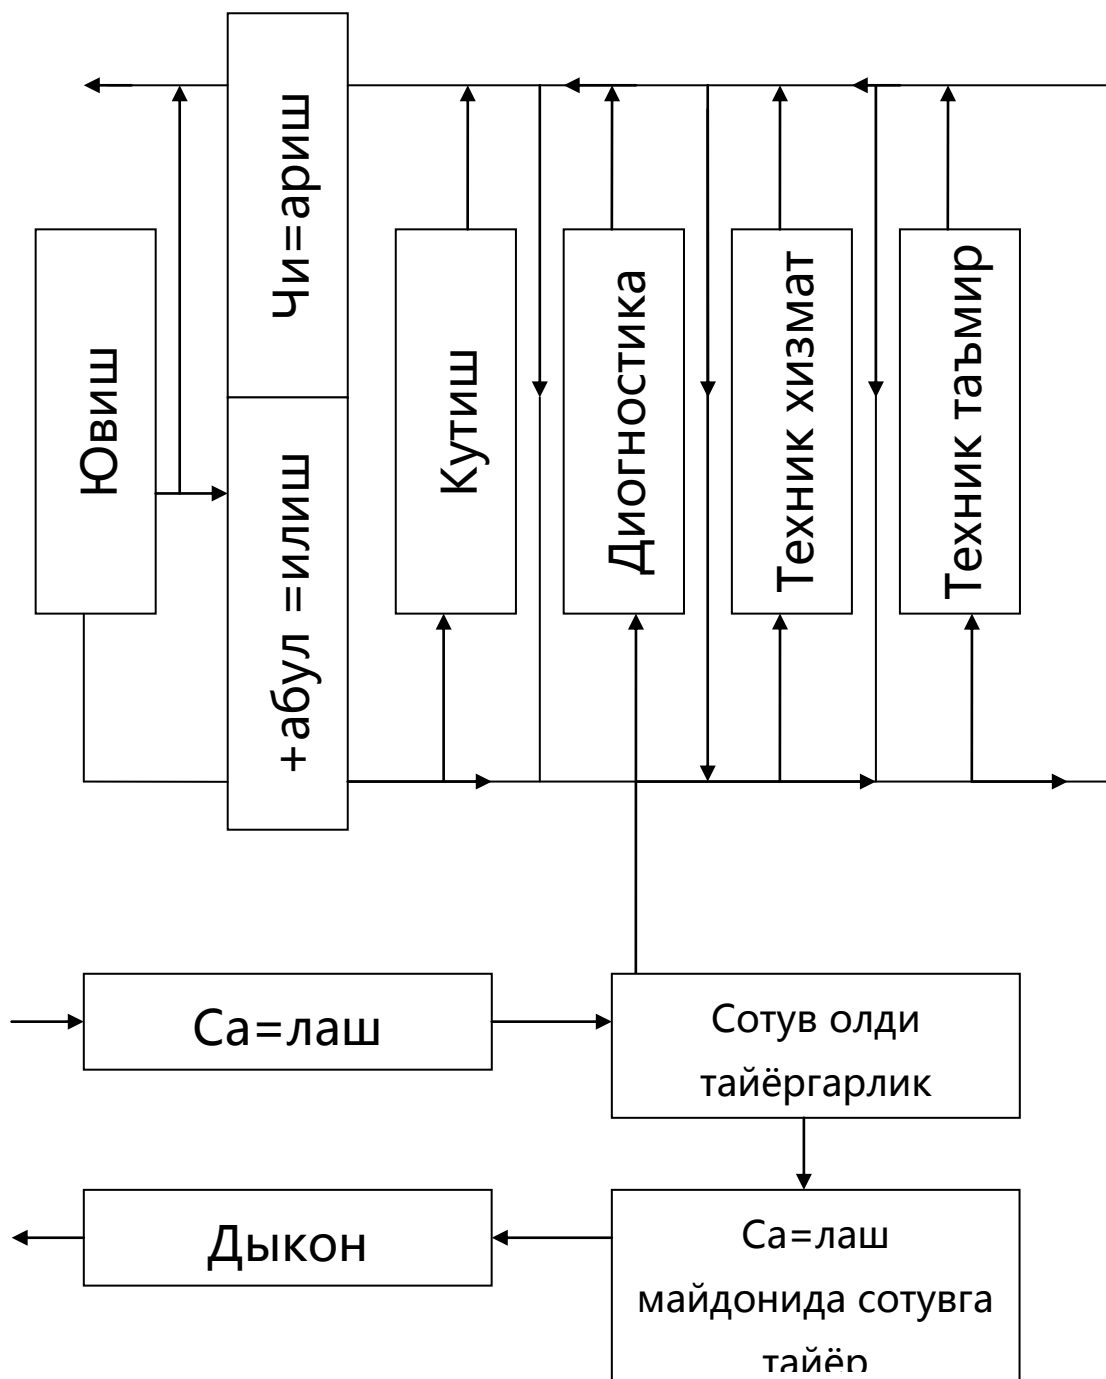 Ювиш
Чи=ариш
+абул =илиш
Кутиш
Диогностика
Техник хизмат
Техник таъмир
Са=лаш
Сотув олди
тайёргарлик
Дыкон
Са=лаш
майдонида сотувга
тайёр